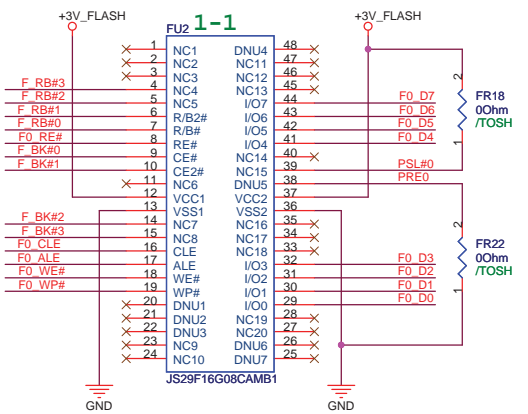 +3V_FLASH +3V_FLASH
FU2 1-1
1 NC1 DNU4 48
2 NC2 NC11 47
3 NC3 NC12 46
F_RB#3 4 NC4 NC13 45
F_RB#2 5 NC5 I/O7 44 F0_D7
F_RB#1 6 R/B2# I/O6 43 F0_D6
F_RB#0 7 R/B# I/O5 42 F0_D5
F0_RE# 8 RE# I/O4 41 F0_D4
F_BK#0 9 CE# NC14 40
F_BK#1 10 CE2# NC15 39 PSL#0
11 NC6 DNU5 38 PRE0
12 VCC1 VCC2 37
13 VSS1 VSS2 36
F_BK#2 14 NC7 NC16 35
F_BK#3 15 NC8 NC17 34
F0_CLE 16 CLE NC18 33
F0_ALE 17 ALE I/O3 32 F0_D3
F0_WE# 18 WE# I/O2 31 F0_D2
F0_WP# 19 WP# I/O1 30 F0_D1
20 DNU1 I/O0 29 F0_D0
21 DNU2 NC19 28
22 DNU3 NC20 27
23 NC9 DNU6 26
24 NC10 DNU7 25
JS29F16G08CAMB1
GND GND
2
FR18
0Ohm
/TOSH
1
2
FR22
0Ohm
/TOSH
1